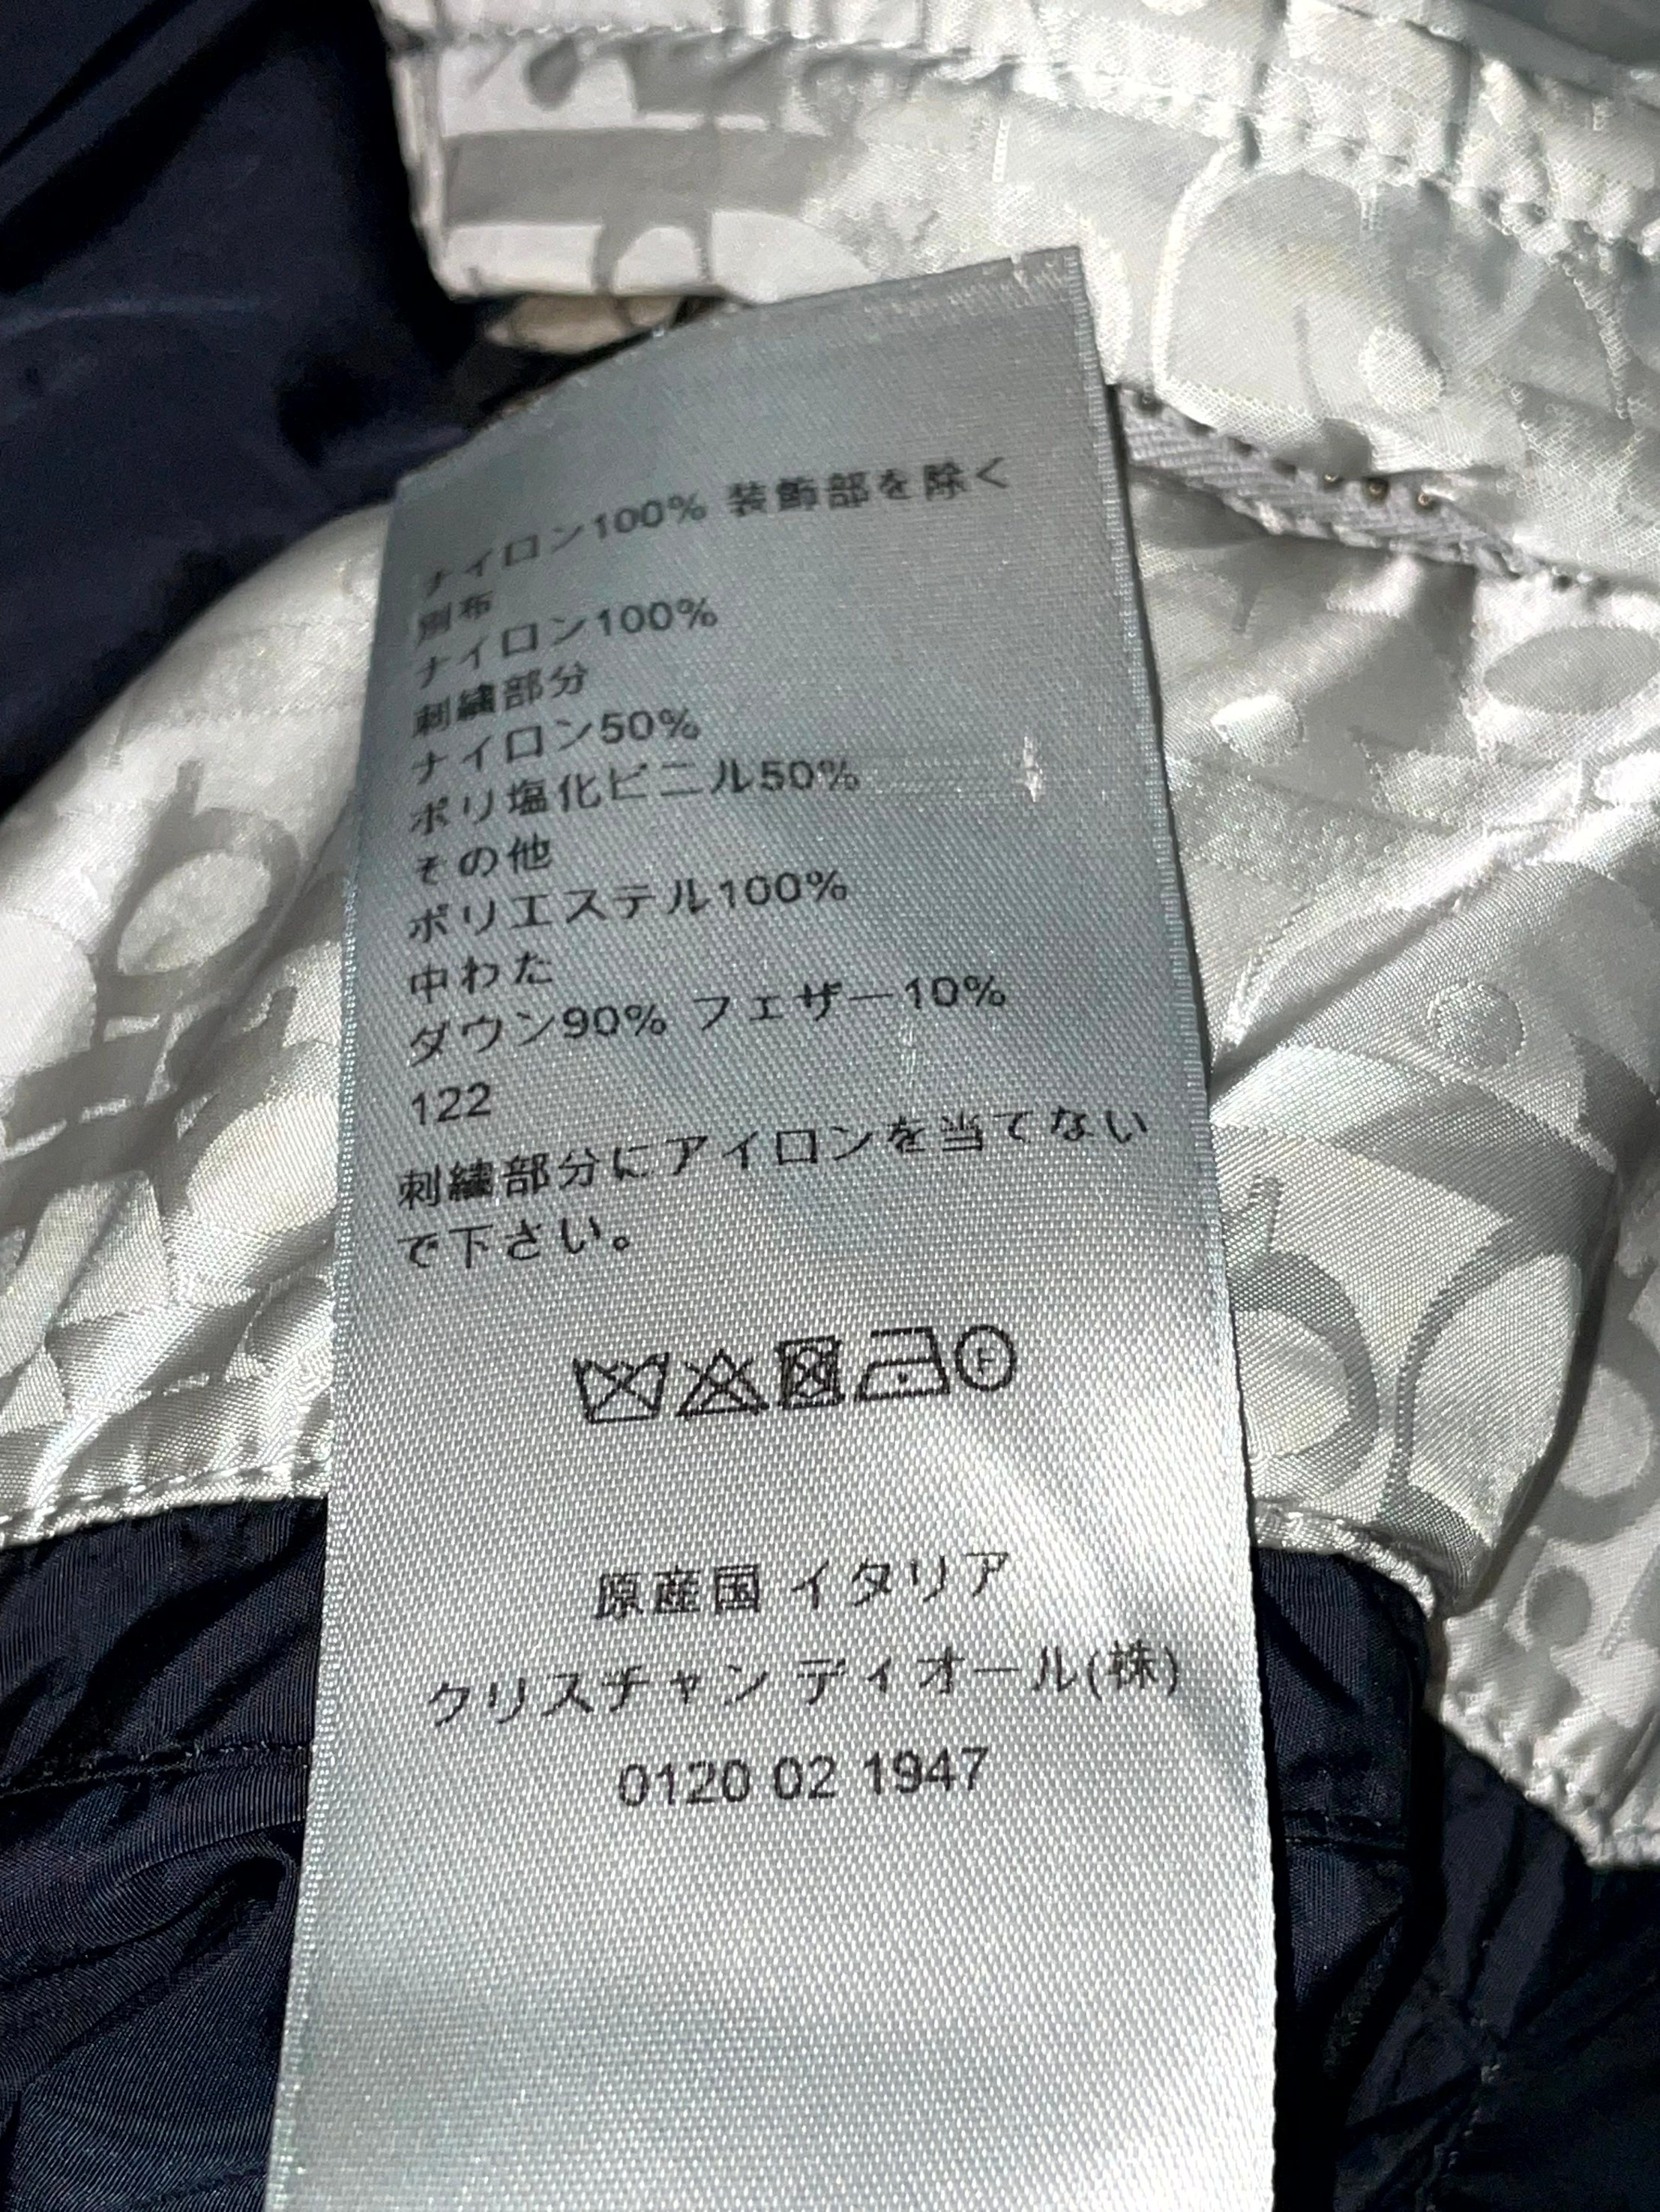 ナイロン100% 装飾部を除く
別布
ナイロン100%
刺繍部分
ナイロン50%
ポリ塩化ビニル50%
その他
ポリエステル100%
中わた
ダウン90% フェザー10%
122
刺繍部分にアイロンを当てない
で下さい。
F
原産国 イタリア
クリスチャン ディオール(株)
0120 02 1947